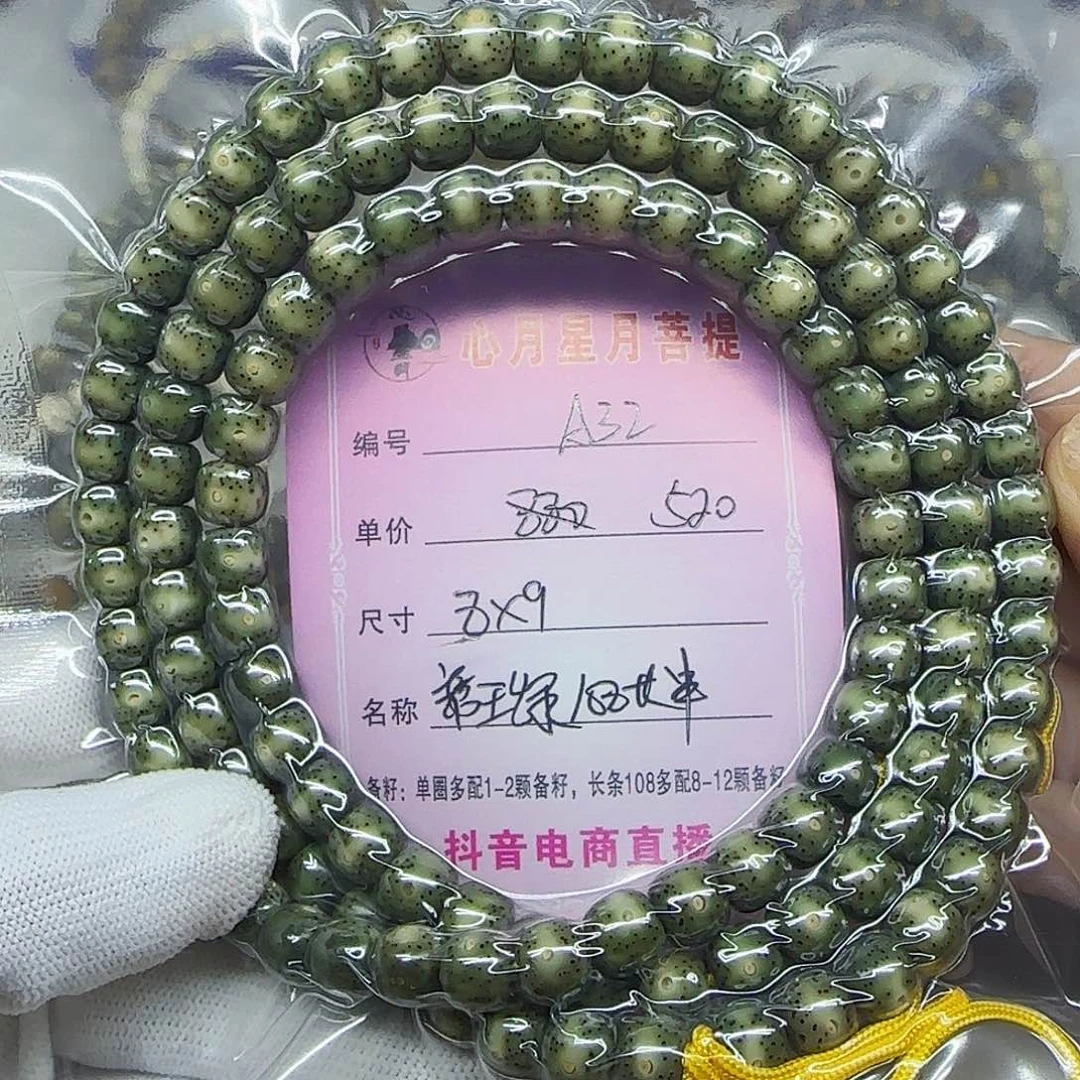 心月星月菩提
编号 A32
单价 520
尺寸 8X9
名称
备籽：单圈多配1-2颗备籽，长条108多配8-12颗备籽
抖音电商直播